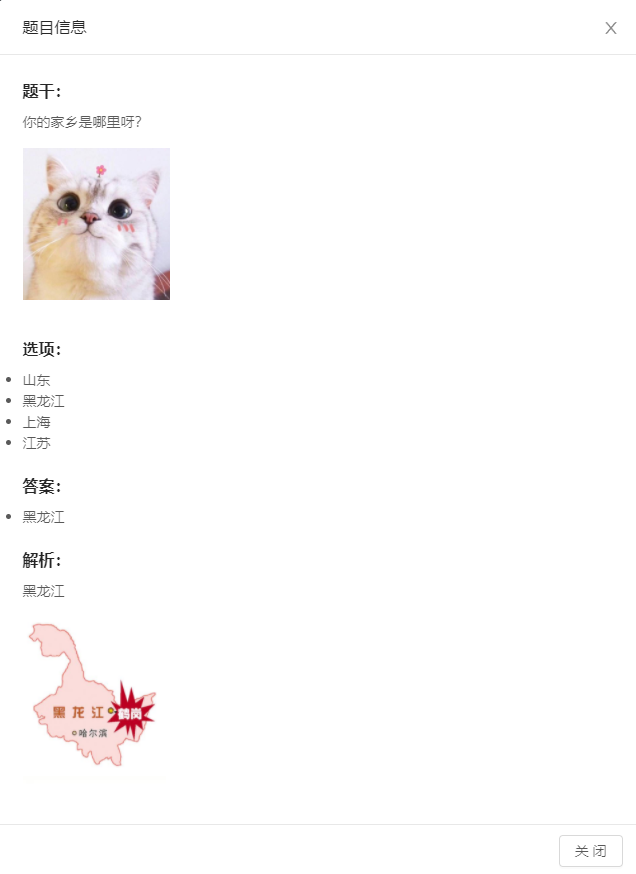 题目信息
题干：
你的家乡是哪里呀?
选项：
山东
黑龙江
上海
江苏
答案：
黑龙江
解析：
黑龙江
黑龙江 鹤岗
哈尔滨
关 闭